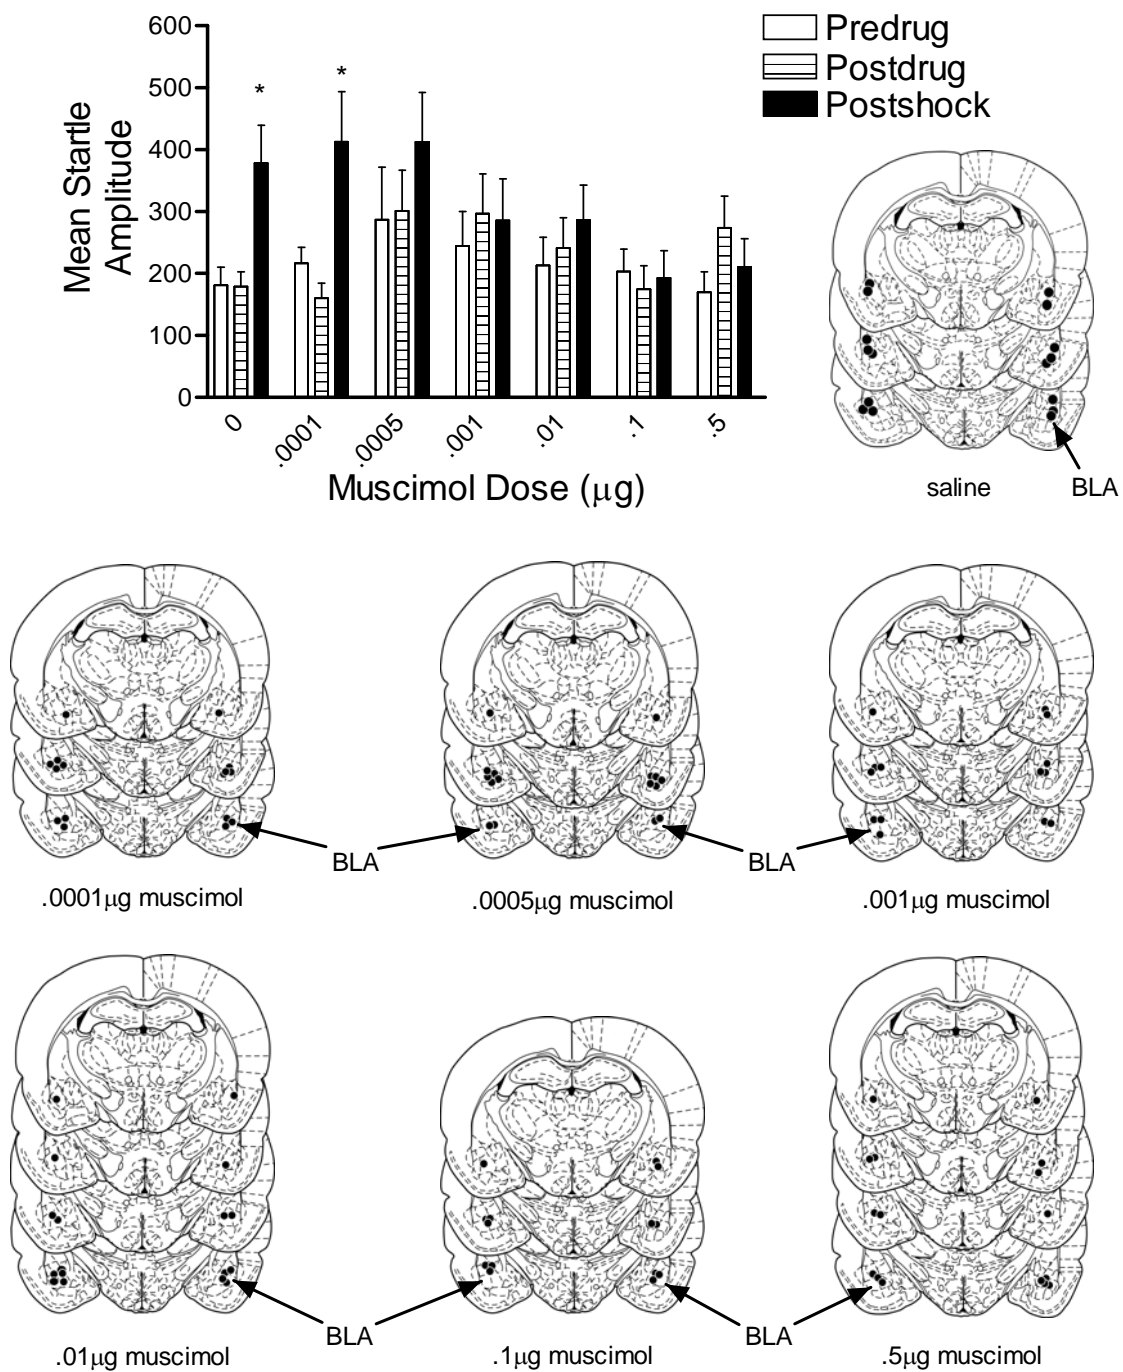 600
500
400
300
200
100
0
Mean Startle
Amplitude
*
*
0
.0001
.0005
.001
.01
.1
.5
Muscimol Dose (μg)
Predrug
Postdrug
Postshock
saline
BLA
BLA
BLA
.0001μg muscimol
.0005μg muscimol
.001μg muscimol
BLA
BLA
.01μg muscimol
.1μg muscimol
.5μg muscimol